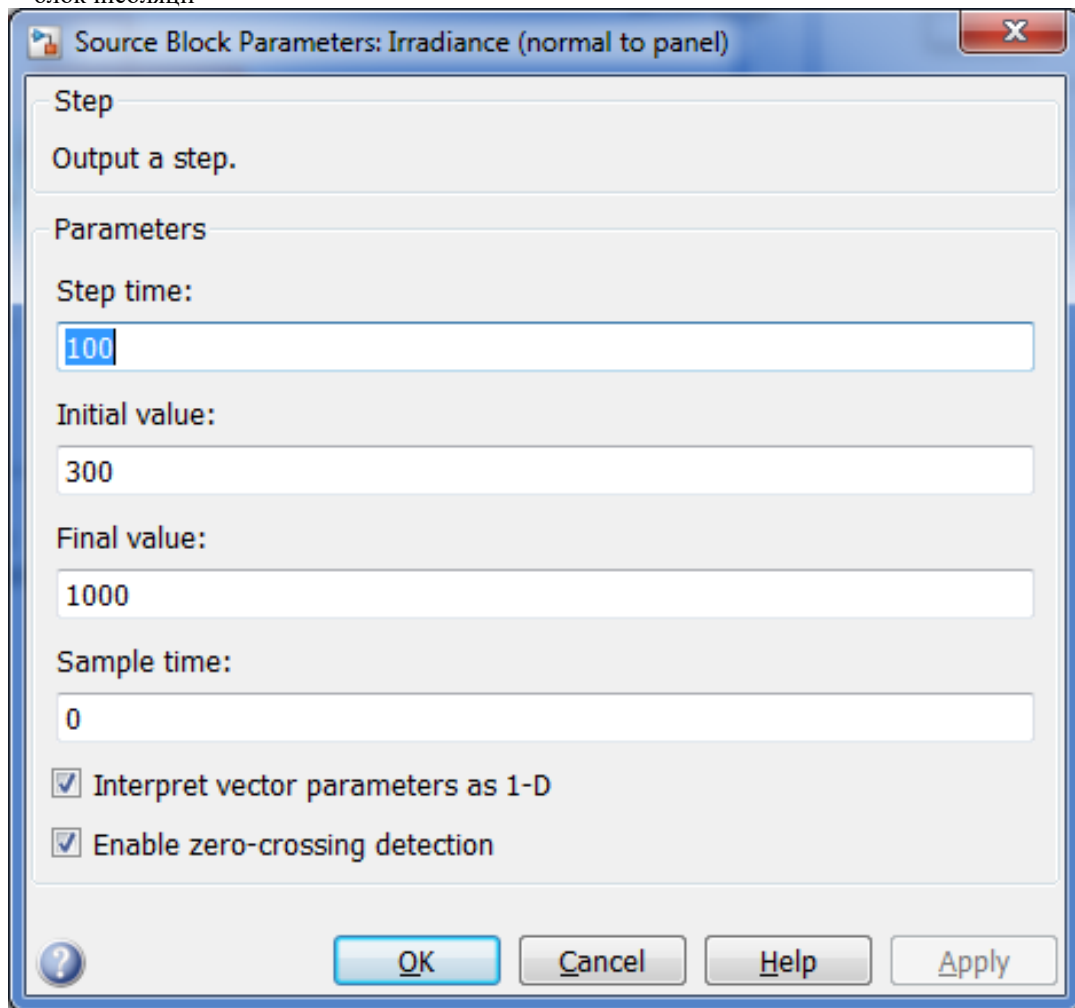 Source Block Parameters: Irradiance (normal to panel)
Step
Output a step.
Parameters
Step time:
100
Initial value:
300
Final value:
1000
Sample time:
0
Interpret vector parameters as 1-D
Enable zero-crossing detection
OK
Cancel
Help
Apply